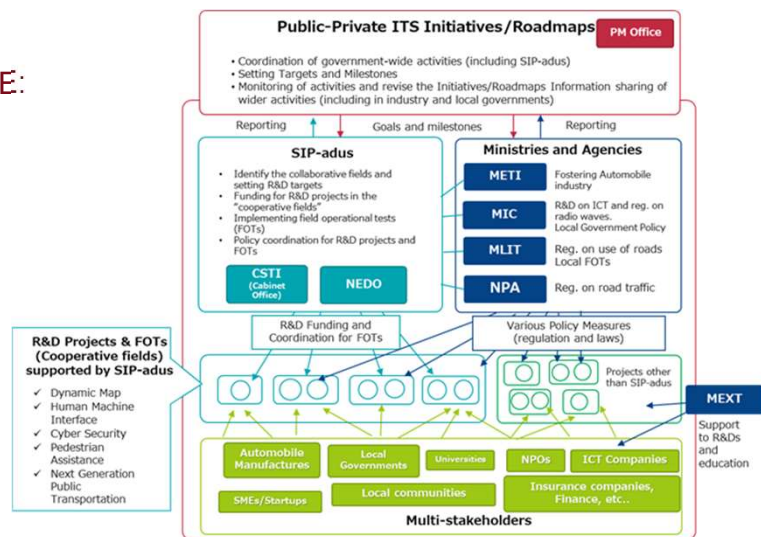 E:
Public-Private ITS Initiatives/Roadmaps
PM Office
• Coordination of government-wide activities (including SIP-adus)
• Setting Targets and Milestones
• Monitoring of activities and revise the Initiatives/Roadmaps Information sharing of
wider activities (including in industry and local governments)
Reporting
Goals and milestones
Reporting
SIP-adus
• Identify the collaborative fields and
setting R&D targets
• Funding for R&D projects in the
"cooperative fields"
• Implementing field operational tests
(FOTs)
• Policy coordination for R&D projects and
FOTs
CSTI
(Cabinet
Office)
NEDO
Ministries and Agencies
METI
Fostering Automobile
industry
MIC
R&D on ICT and reg. on
radio waves.
Local Government Policy
MLIT
Reg. on use of roads
Local FOTs
NPA
Reg. on road traffic
R&D Funding and
Coordination for FOTs
Various Policy Measures
(regulation and laws)
R&D Projects & FOTs
(Cooperative fields)
supported by SIP-adus
✓ Dynamic Map
✓ Human Machine
Interface
✓ Cyber Security
✓ Pedestrian
Assistance
✓ Next Generation
Public
Transportation
Projects other
than SIP-adus
MEXT
Support
to R&Ds
and
education
Automobile
Manufactures
Local
Governments
Universities
NPOs
ICT Companies
SMEs/Startups
Local communities
Insurance companies,
Finance, etc..
Multi-stakeholders